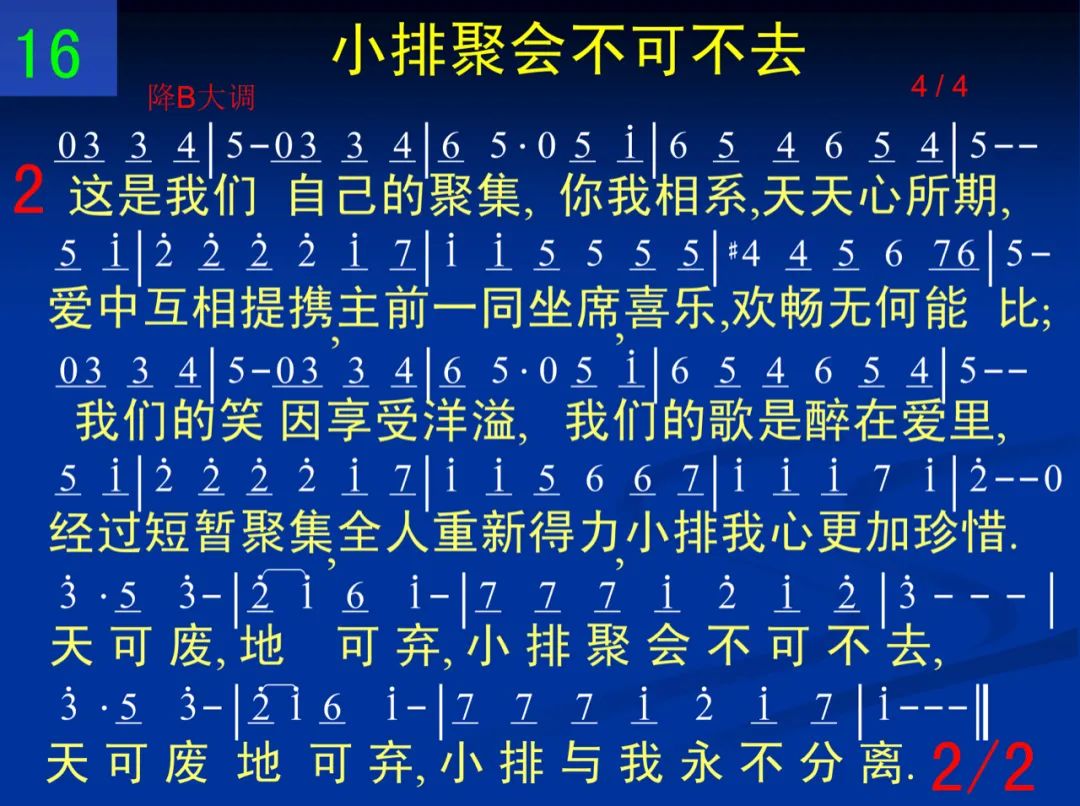 16
小排聚会不可不去
降B大调
4 / 4
03 3 4|5-03 3 4|6 5·0 5 i|6 5 4 6 5 4|5--
2 这是我们 自己的聚集, 你我相系,天天心所期,
5 i|2̇ 2̇ 2̇ 2̇ i 7|i i 5 5 5 5|#4 4 5 6 76|5-
爱中互相提携,主前一同坐席,喜乐,欢畅无何能 比;
03 3 4|5-03 3 4|6 5·0 5 i|6 5 4 6 5 4|5--
我们的笑 因享受洋溢, 我们的歌是醉在爱里,
5 i|2̇ 2̇ 2̇ 2̇ i 7|i i 5 6 6 7|i i i 7 i|2̇--0
经过短暂聚集,全人重新得力,小排我心更加珍惜.
3̇ ·5 3̇-|2̇ i 6 i-|7 7 7 i 2̇ i 2̇|3̇ - - -|
天 可 废, 地 可 弃, 小 排 聚 会 不 可 不 去,
3̇ ·5 3̇-|2̇ i 6 i-|7 7 7 i 2̇ i 7|i---‖
天 可 废 地 可 弃, 小 排 与 我 永 不 分 离.
2/2